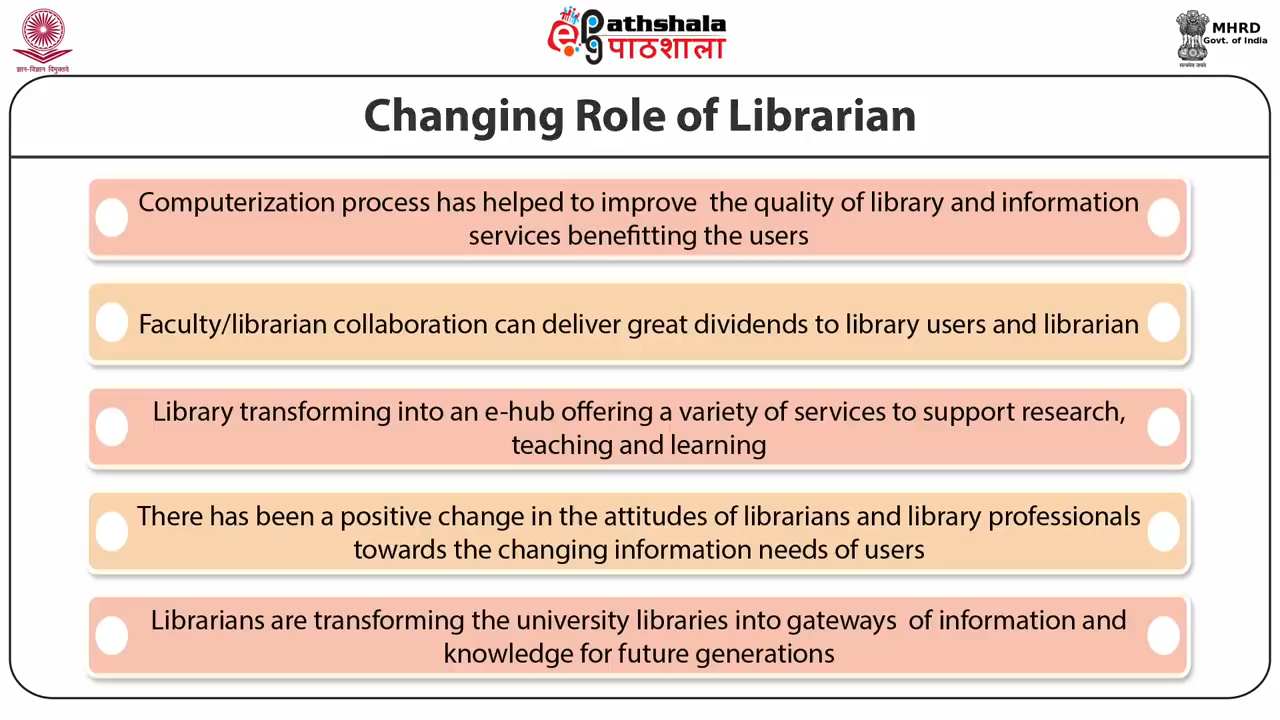 ज्ञान-विज्ञान विमुक्तये
ePathshala
पाठशाला
MHRD
Govt. of India
सत्यमेव जयते
Changing Role of Librarian
Computerization process has helped to improve  the quality of library and information
services benefitting the users
Faculty/librarian collaboration can deliver great dividends to library users and librarian
Library transforming into an e-hub offering a variety of services to support research,
teaching and learning
There has been a positive change in the attitudes of librarians and library professionals
towards the changing information needs of users
Librarians are transforming the university libraries into gateways  of information and
knowledge for future generations